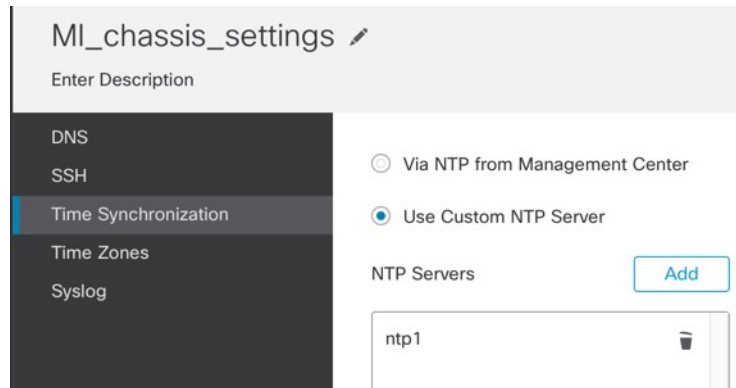 MI_chassis_settings
Enter Description
DNS
SSH
Time Synchronization
Time Zones
Syslog
Via NTP from Management Center
Use Custom NTP Server
NTP Servers
Add
ntp1